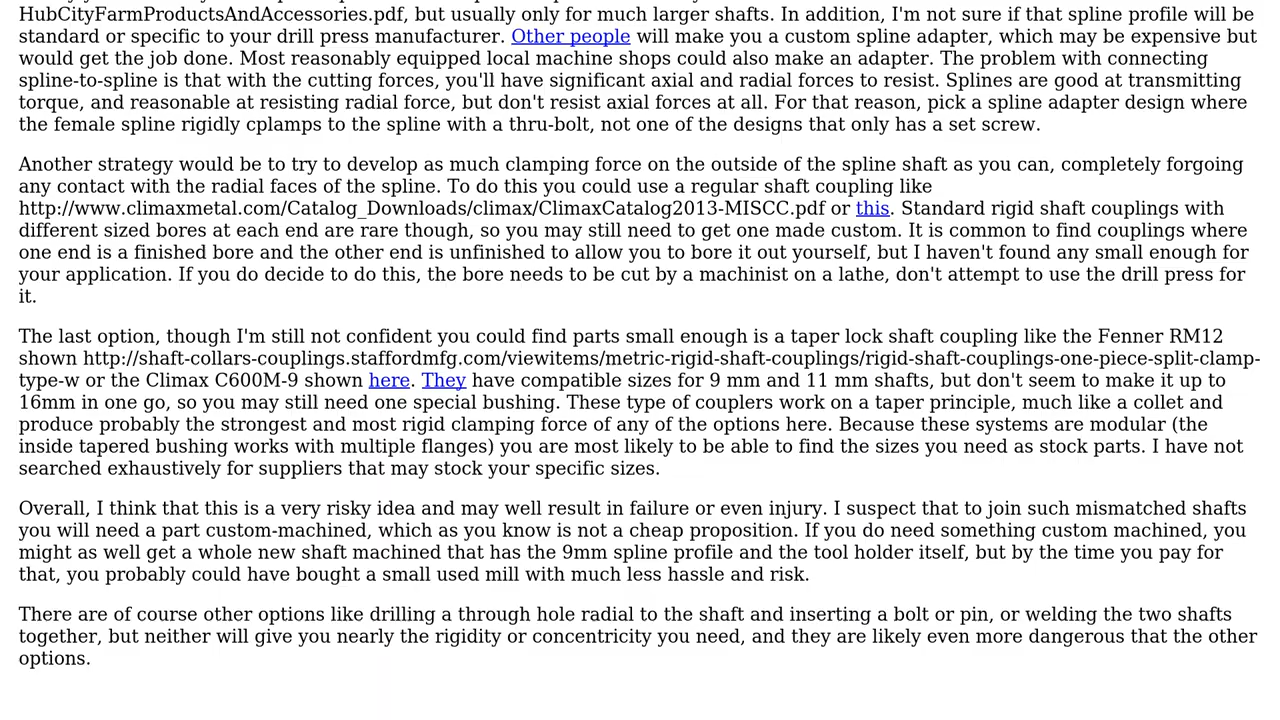 HubCityFarmProductsAndAccessories.pdf, but usually only for much larger shafts. In addition, I'm not sure if that spline profile will be
standard or specific to your drill press manufacturer. Other people will make you a custom spline adapter, which may be expensive but
would get the job done. Most reasonably equipped local machine shops could also make an adapter. The problem with connecting
spline-to-spline is that with the cutting forces, you'll have significant axial and radial forces to resist. Splines are good at transmitting
torque, and reasonable at resisting radial force, but don't resist axial forces at all. For that reason, pick a spline adapter design where
the female spline rigidly cplamps to the spline with a thru-bolt, not one of the designs that only has a set screw.
Another strategy would be to try to develop as much clamping force on the outside of the spline shaft as you can, completely forgoing
any contact with the radial faces of the spline. To do this you could use a regular shaft coupling like
http://www.climaxmetal.com/Catalog_Downloads/climax/ClimaxCatalog2013-MISCC.pdf or this. Standard rigid shaft couplings with
different sized bores at each end are rare though, so you may still need to get one made custom. It is common to find couplings where
one end is a finished bore and the other end is unfinished to allow you to bore it out yourself, but I haven't found any small enough for
your application. If you do decide to do this, the bore needs to be cut by a machinist on a lathe, don't attempt to use the drill press for
it.
The last option, though I'm still not confident you could find parts small enough is a taper lock shaft coupling like the Fenner RM12
shown http://shaft-collars-couplings.staffordmfg.com/viewitems/metric-rigid-shaft-couplings/rigid-shaft-couplings-one-piece-split-clamp-
type-w or the Climax C600M-9 shown here. They have compatible sizes for 9 mm and 11 mm shafts, but don't seem to make it up to
16mm in one go, so you may still need one special bushing. These type of couplers work on a taper principle, much like a collet and
produce probably the strongest and most rigid clamping force of any of the options here. Because these systems are modular (the
inside tapered bushing works with multiple flanges) you are most likely to be able to find the sizes you need as stock parts. I have not
searched exhaustively for suppliers that may stock your specific sizes.
Overall, I think that this is a very risky idea and may well result in failure or even injury. I suspect that to join such mismatched shafts
you will need a part custom-machined, which as you know is not a cheap proposition. If you do need something custom machined, you
might as well get a whole new shaft machined that has the 9mm spline profile and the tool holder itself, but by the time you pay for
that, you probably could have bought a small used mill with much less hassle and risk.
There are of course other options like drilling a through hole radial to the shaft and inserting a bolt or pin, or welding the two shafts
together, but neither will give you nearly the rigidity or concentricity you need, and they are likely even more dangerous that the other
options.